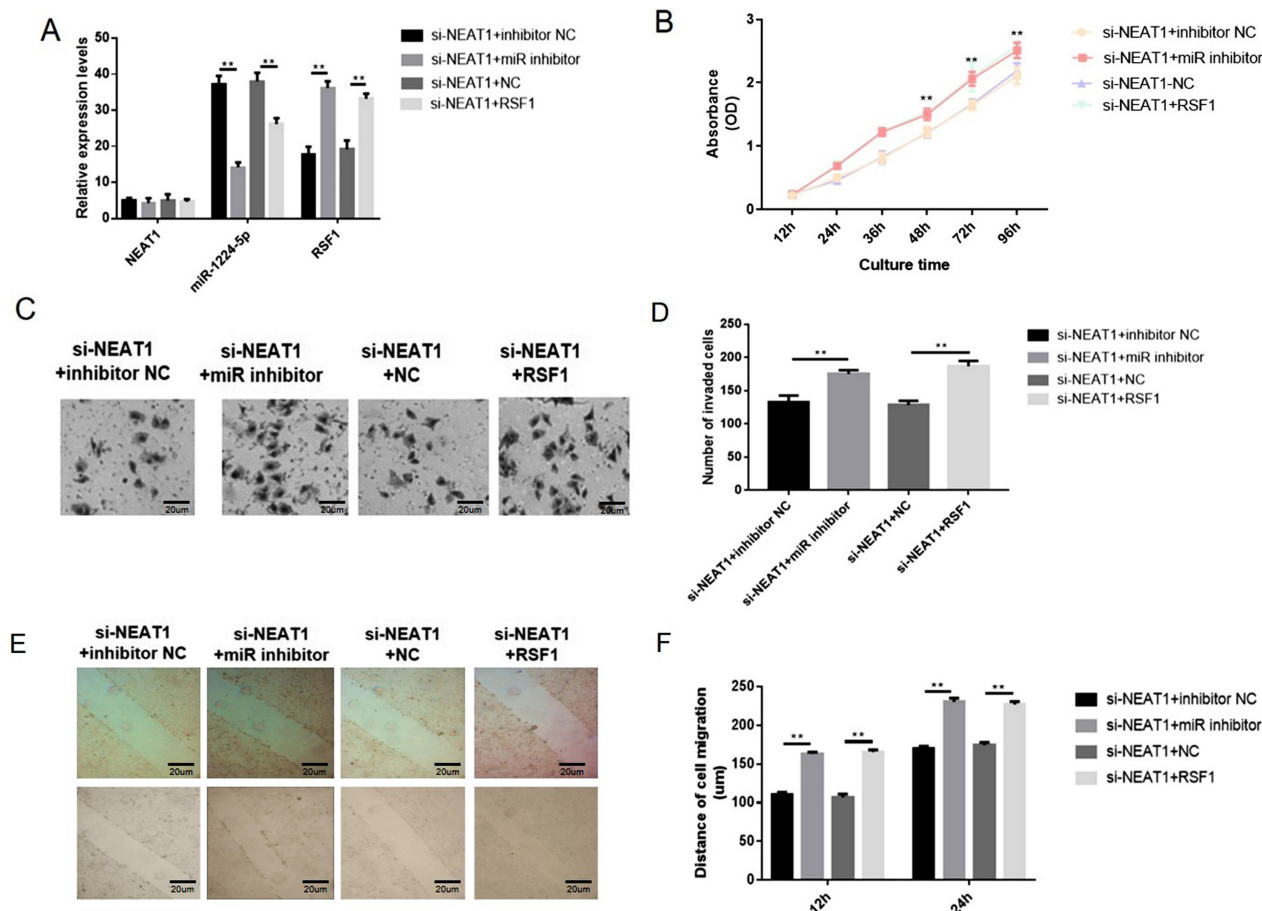 A
Relative expression levels
50
40
30
20
10
0
**
**
**
**
NEAT1
miR-1224-5p
RSF1
si-NEAT1+inhibitor NC
si-NEAT1+miR inhibitor
si-NEAT1+NC
si-NEAT1+RSF1
B
Absorbance
(OD)
3
2
1
0
**
**
**
12h
24h
36h
48h
72h
96h
Culture time
si-NEAT1+inhibitor NC
si-NEAT1+miR inhibitor
si-NEAT1-NC
si-NEAT1+RSF1
C
si-NEAT1
+inhibitor NC
si-NEAT1
+miR inhibitor
si-NEAT1
+NC
si-NEAT1
+RSF1
20um
20um
20um
20um
D
Number of invaded cells
250
200
150
100
50
0
**
**
si-NEAT1+inhibitor NC
si-NEAT1+miR inhibitor
si-NEAT1+NC
si-NEAT1+RSF1
si-NEAT1+inhibitor NC
si-NEAT1+miR inhibitor
si-NEAT1+NC
si-NEAT1+RSF1
E
si-NEAT1
+inhibitor NC
si-NEAT1
+miR inhibitor
si-NEAT1
+NC
si-NEAT1
+RSF1
20um
20um
20um
20um
20um
20um
20um
20um
F
Distance of cell migration
(um)
250
200
150
100
50
0
**
**
**
**
12h
24h
si-NEAT1+inhibitor NC
si-NEAT1+miR inhibitor
si-NEAT1+NC
si-NEAT1+RSF1